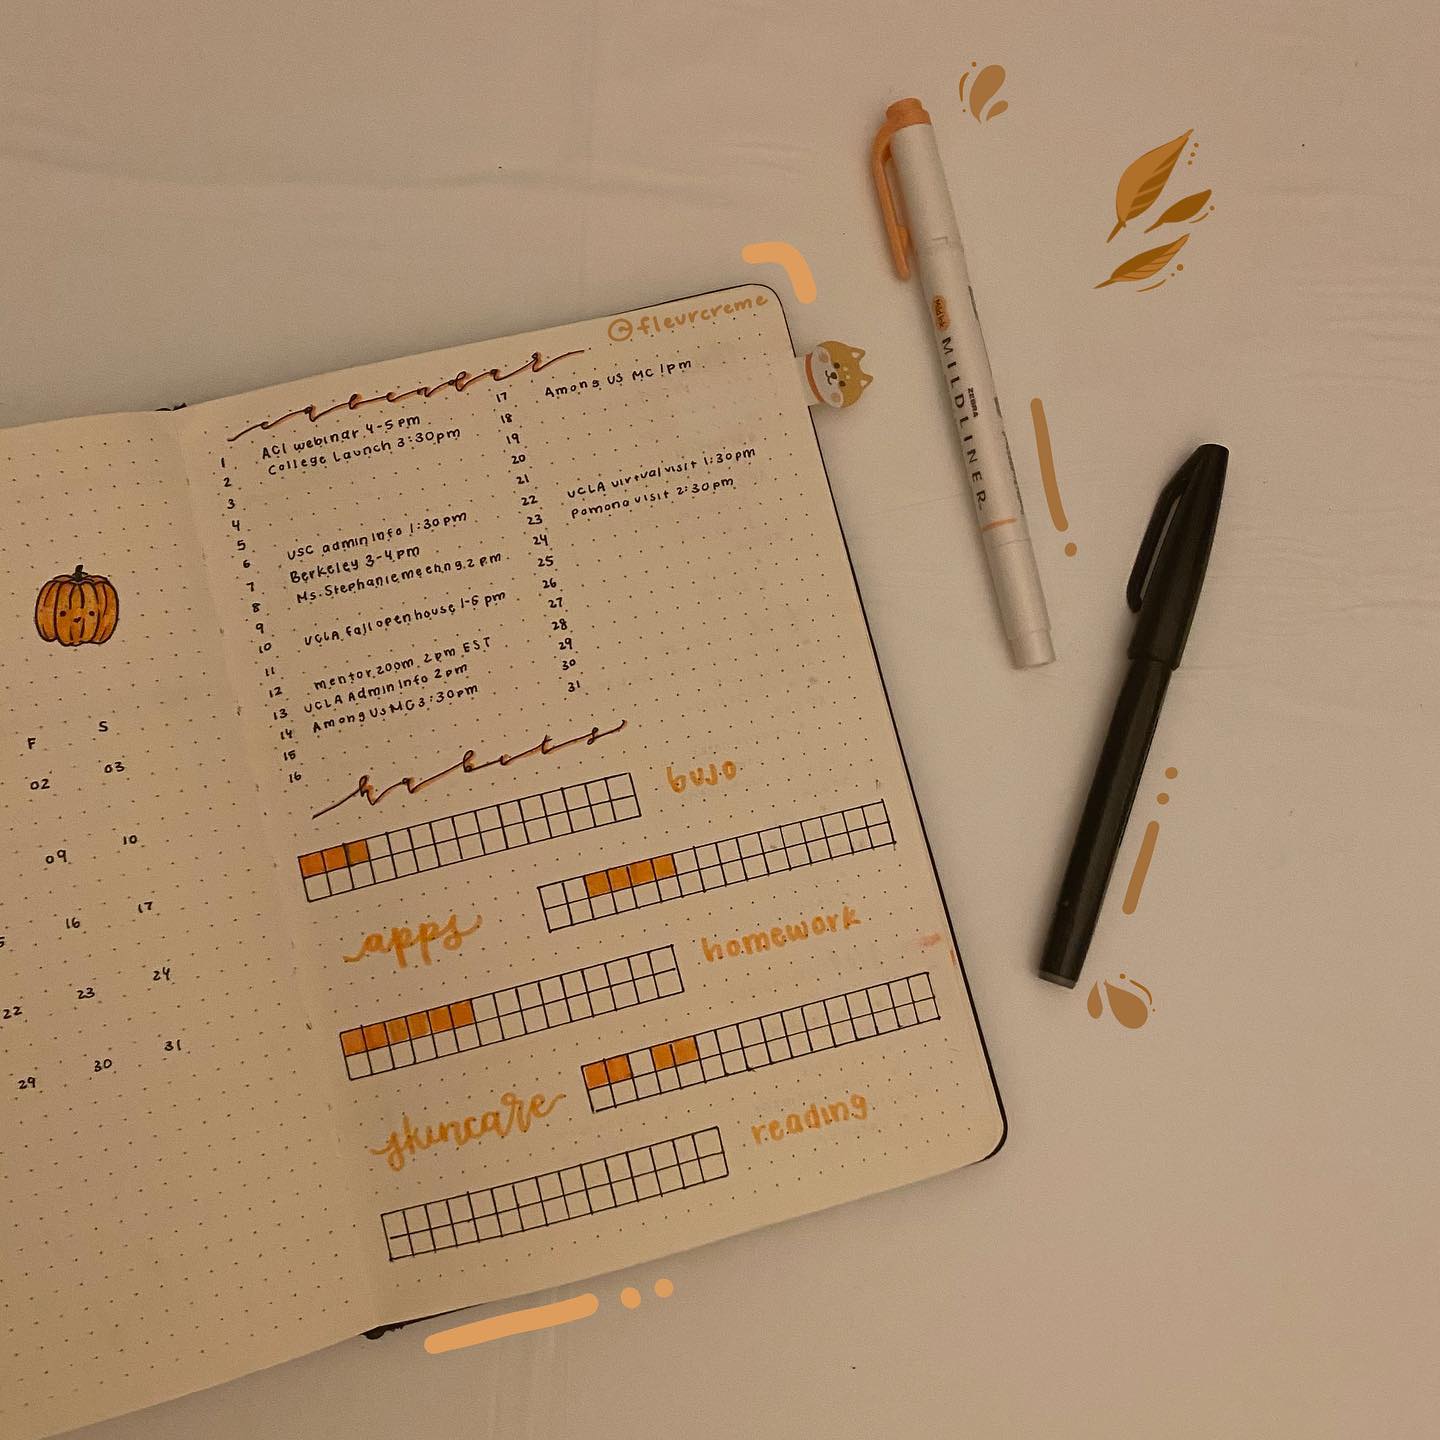 @fleurcreme
calendar
1 ACI webinar 4-5pm
2 College Launch 3:30pm
3
4
5
6 USC admin info 1:30pm
7 Berkeley 3-4pm
8 Ms. Stephanie meeting 2pm
9
10 UCLA fall open house 1-5pm
11
12 mentor zoom 2pm EST
13 UCLA Admin Info 2pm
14 Among Us MC 3:30pm
15
16
17 Among US MC 1pm
18
19
20
21
22 UCLA virtual visit 1:30pm
23 Pomona visit 2:30pm
24
25
26
27
28
29
30
31
habits
bujo
apps
homework
skincare
reading
F S
02 03
09 10
16 17
22 23 24
29 30 31
Mild Ink
MILDLINER
ZEBRA